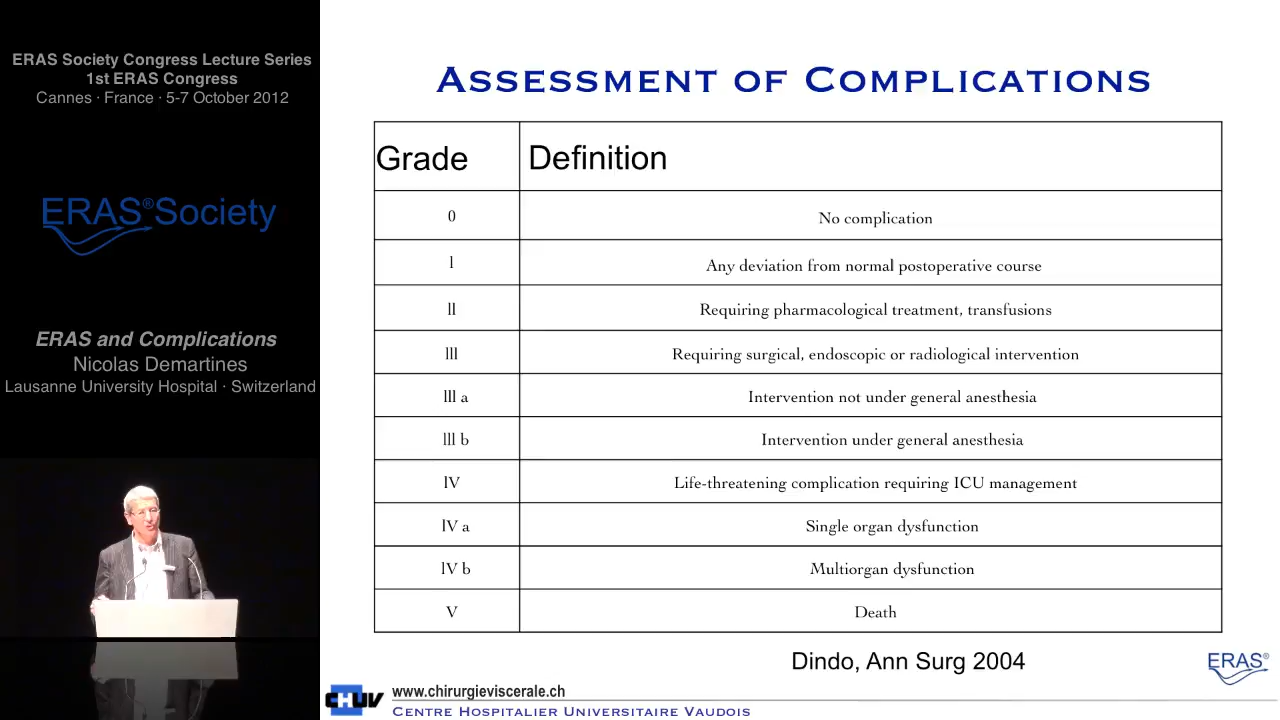 ERAS Society Congress Lecture Series
1st ERAS Congress
Cannes · France · 5-7 October 2012
ERAS®Society
ERAS and Complications
Nicolas Demartines
Lausanne University Hospital · Switzerland
ASSESSMENT OF COMPLICATIONS
Grade Definition
0 No complication
I Any deviation from normal postoperative course
II Requiring pharmacological treatment, transfusions
III Requiring surgical, endoscopic or radiological intervention
III a Intervention not under general anesthesia
III b Intervention under general anesthesia
IV Life-threatening complication requiring ICU management
IV a Single organ dysfunction
IV b Multiorgan dysfunction
V Death
Dindo, Ann Surg 2004
ERAS®
CHUV
www.chirurgieviscerale.ch
CENTRE HOSPITALIER UNIVERSITAIRE VAUDOIS